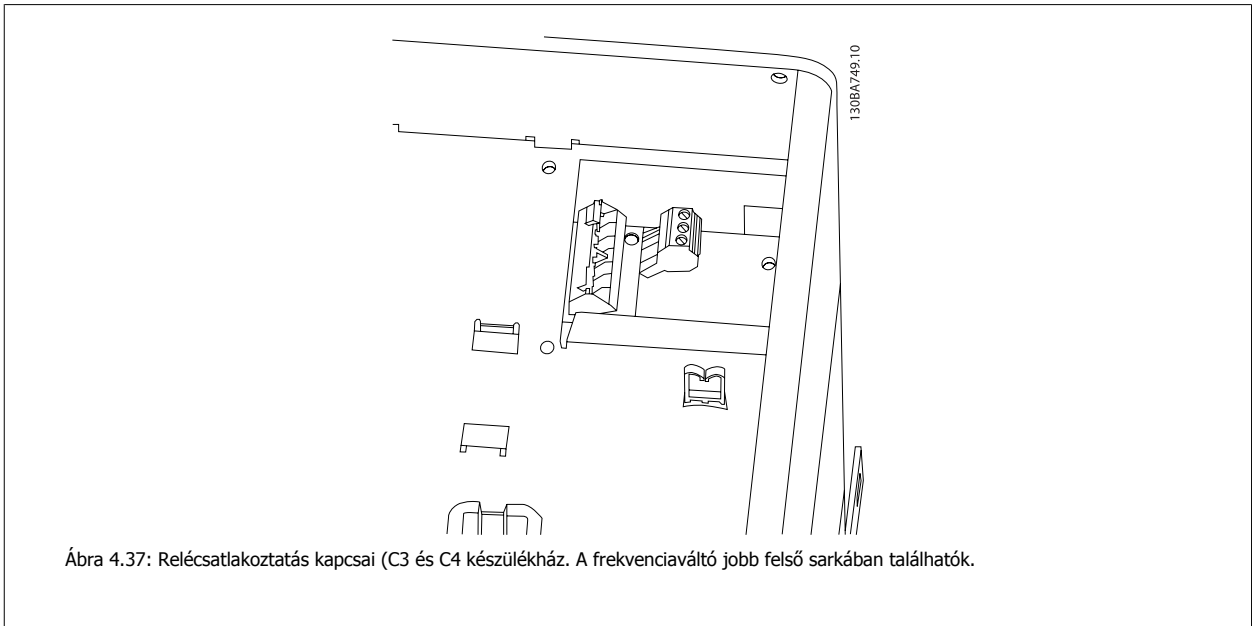 130BA749.10
Ábra 4.37: Relécsatlakoztatás kapcsai (C3 és C4 készülékház. A frekvenciaváltó jobb felső sarkában találhatók.